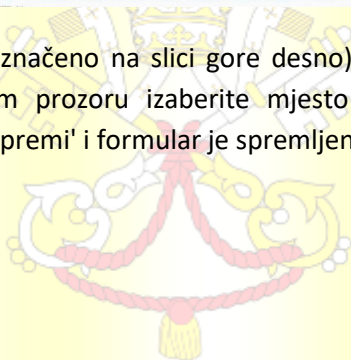 značeno na slici gore desno)
m prozoru izaberite mjesto
premi' i formular je spremljen